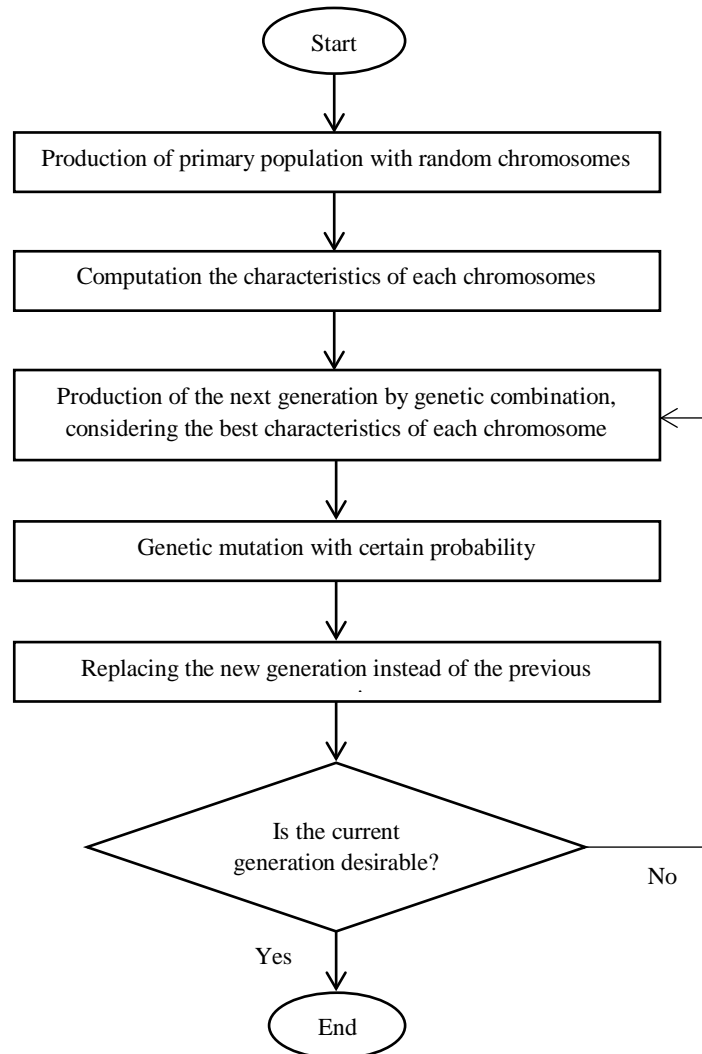 Start
Production of primary population with random chromosomes
Computation the characteristics of each chromosomes
Production of the next generation by genetic combination,
considering the best characteristics of each chromosome
Genetic mutation with certain probability
Replacing the new generation instead of the previous
Is the current
generation desirable?
No
Yes
End